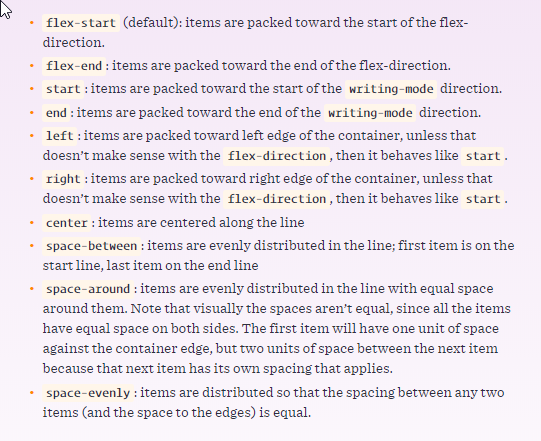 flex-start (default): items are packed toward the start of the flex-
direction.
flex-end: items are packed toward the end of the flex-direction.
start: items are packed toward the start of the writing-mode direction.
end: items are packed toward the end of the writing-mode direction.
left: items are packed toward left edge of the container, unless that
doesn’t make sense with the flex-direction, then it behaves like start.
right: items are packed toward right edge of the container, unless that
doesn’t make sense with the flex-direction, then it behaves like start.
center: items are centered along the line
space-between: items are evenly distributed in the line; first item is on the
start line, last item on the end line
space-around: items are evenly distributed in the line with equal space
around them. Note that visually the spaces aren’t equal, since all the items
have equal space on both sides. The first item will have one unit of space
against the container edge, but two units of space between the next item
because that next item has its own spacing that applies.
space-evenly: items are distributed so that the spacing between any two
items (and the space to the edges) is equal.